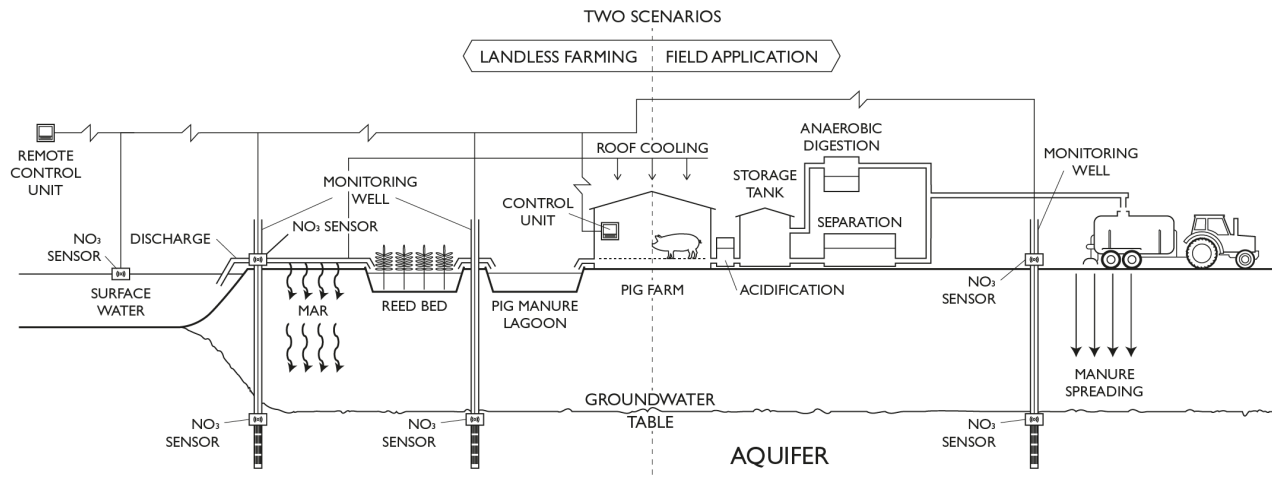 TWO SCENARIOS
LANDLESS FARMING
FIELD APPLICATION
REMOTE
CONTROL
UNIT
ROOF COOLING
ANAEROBIC
DIGESTION
MONITORING
WELL
MONITORING
WELL
STORAGE
TANK
CONTROL
UNIT
SEPARATION
NO₃ SENSOR
DISCHARGE
NO₃
SENSOR
SURFACE
WATER
MAR
REED BED
PIG MANURE
LAGOON
PIG FARM
ACIDIFICATION
NO₃
SENSOR
MANURE
SPREADING
GROUNDWATER
TABLE
NO₃
SENSOR
NO₃
SENSOR
NO₃
SENSOR
AQUIFER